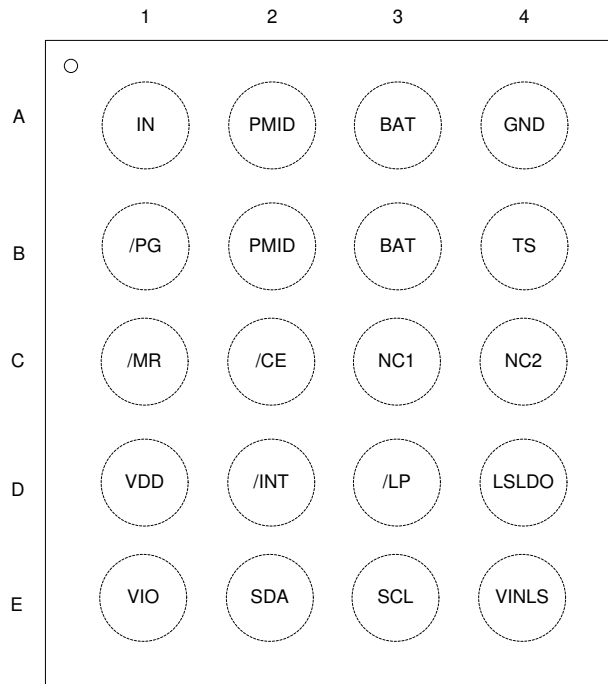 1 2 3 4
A IN PMID BAT GND
B /PG PMID BAT TS
C /MR /CE NC1 NC2
D VDD /INT /LP LSLDO
E VIO SDA SCL VINLS